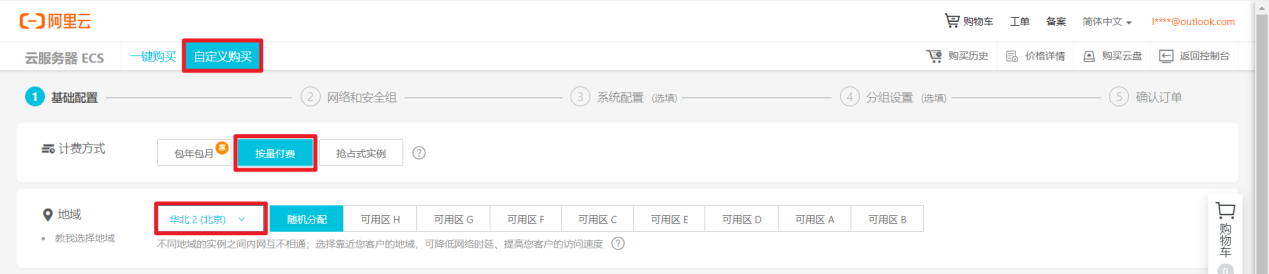 阿里云 购物车 工单 备案 简体中文 l****@outlook.com
云服务器 ECS 一键购买 自定义购买 购买历史 价格详情 购买云盘 返回控制台
1 基础配置 2 网络和安全组 3 系统配置 (选填) 4 分组设置 (选填) 5 确认订单
计费方式 包年包月 惠 按量付费 抢占式实例 ?
地域 华北 2 (北京) 随机分配 可用区 H 可用区 G 可用区 F 可用区 C 可用区 E 可用区 D 可用区 A 可用区 B
教我选择地域 不同地域的实例之间内网互不相通；选择靠近您客户的地域，可降低网络时延、提高您客户的访问速度 ?
购物车
0